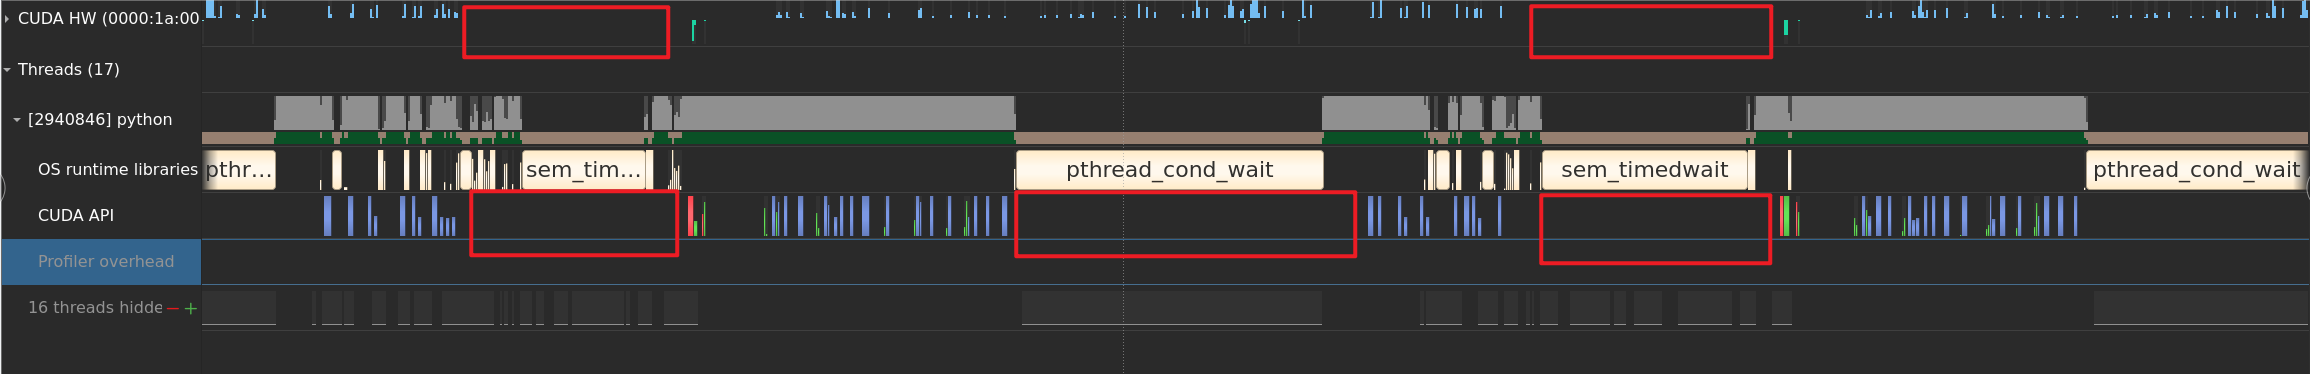 CUDA HW (0000:1a:00
Threads (17)
[2940846] python
OS runtime libraries
pthr...
sem_tim...
pthread_cond_wait
sem_timedwait
pthread_cond_wait
CUDA API
Profiler overhead
16 threads hidde